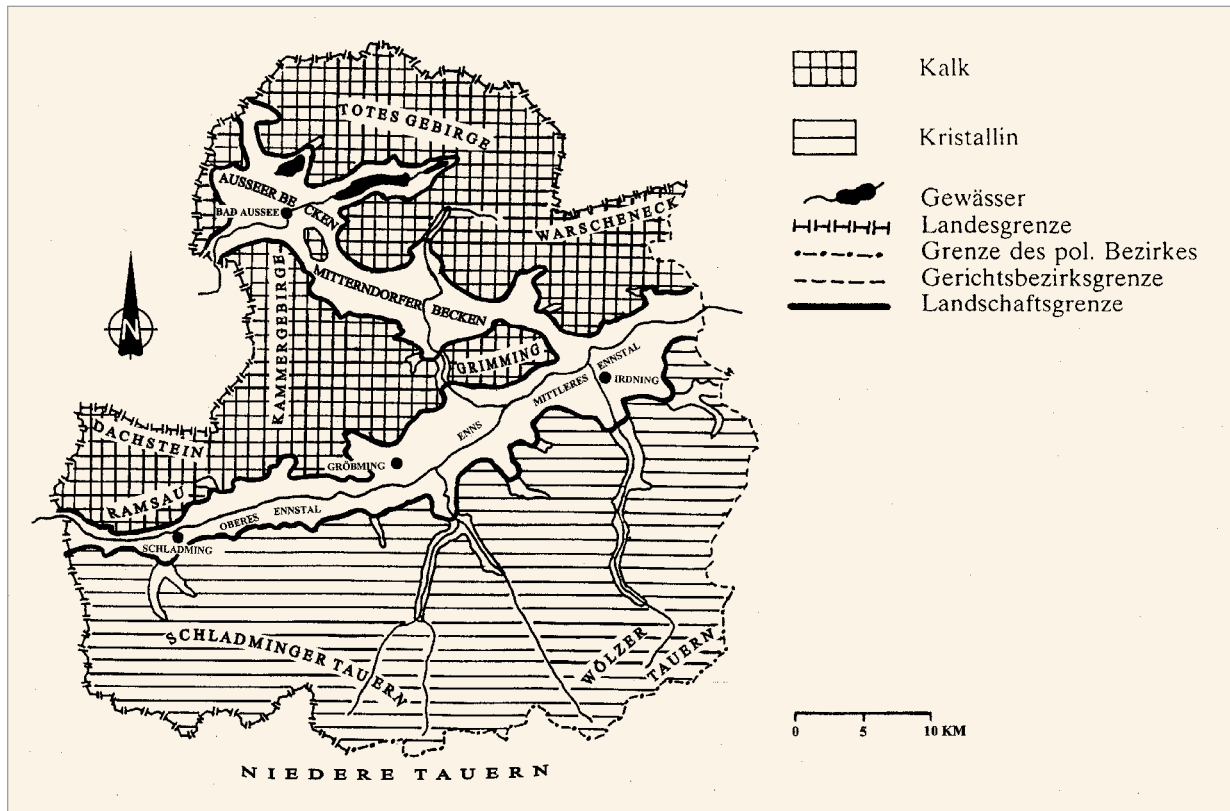 TOTES GEBIRGE
AUSSEER BECKEN
BAD AUSSEE
WARSCHENECK
KAMMERGEBIRGE
MITTERNDORFER BECKEN
GRIMMING
MITTLERES ENNSTAL
IRDNING
DACHSTEIN
ENNS
GRÖBMING
RAMSAU
OBERES ENNSTAL
SCHLADMING
SCHLADMINGER TAUERN
WÖLZER TAUERN
NIEDERE TAUERN
N
Kalk
Kristallin
Gewässer
Landesgrenze
Grenze des pol. Bezirkes
Gerichtsbezirksgrenze
Landschaftsgrenze
0 5 10 KM